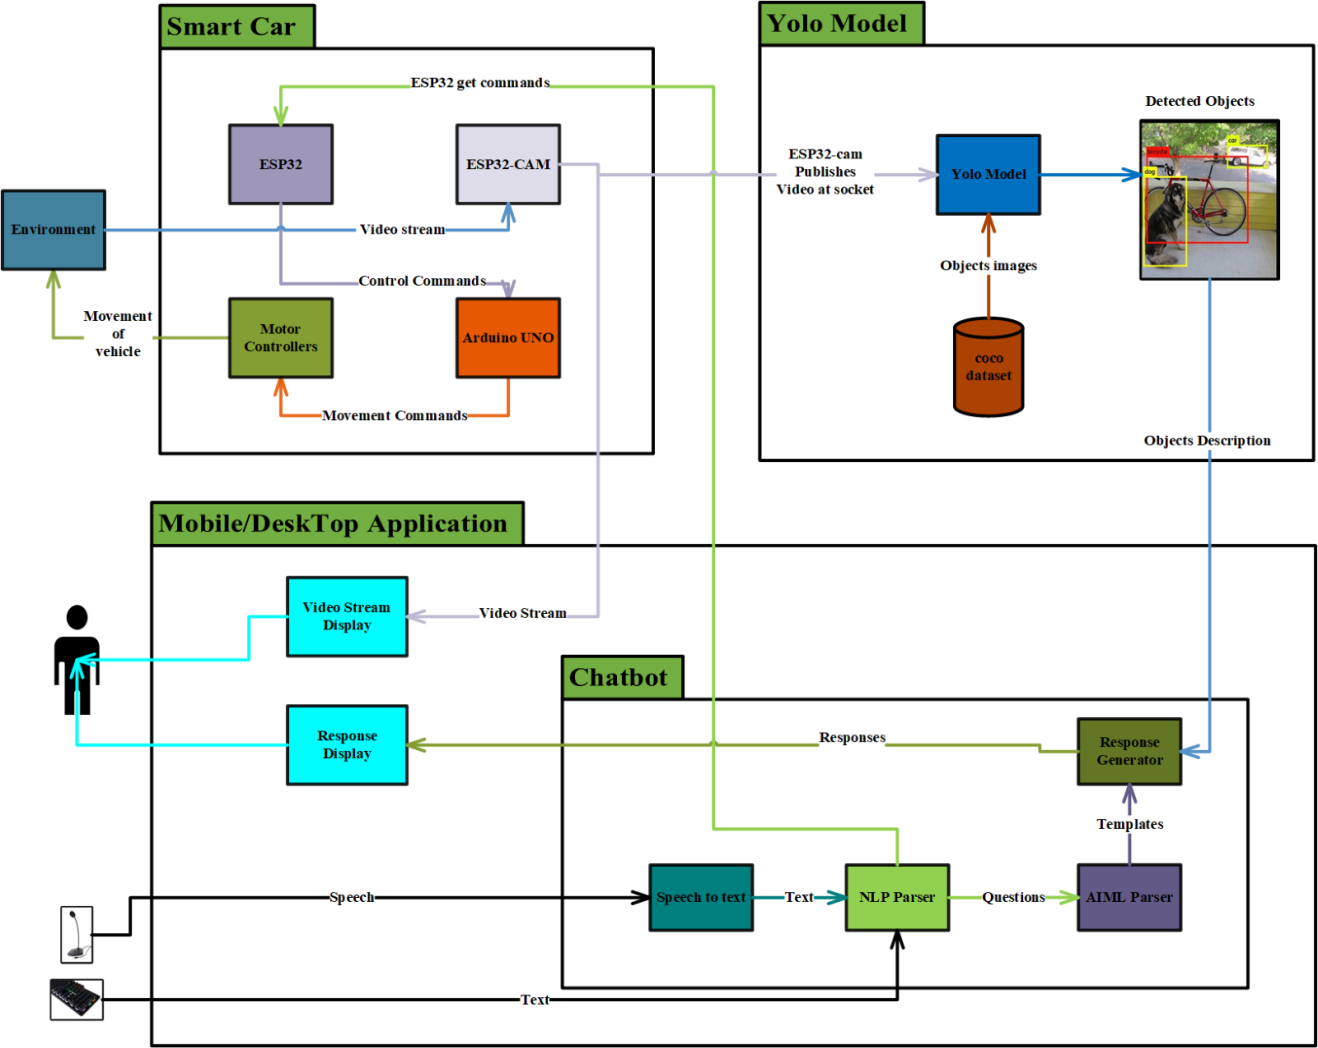 Smart Car
Yolo Model
ESP32 get commands
Detected Objects
ESP32
ESP32-CAM
ESP32-cam
Publishes
Video at socket
Yolo Model
car
bicycle
dog
Environment
Video stream
Objects images
Control Commands
Movement
of
vehicle
Motor
Controllers
Arduino UNO
coco
dataset
Movement Commands
Objects Description
Mobile/DeskTop Application
Video Stream
Display
Video Stream
Chatbot
Response
Display
Responses
Response
Generator
Templates
Speech
Speech to text
Text
NLP Parser
Questions
AIML Parser
Text